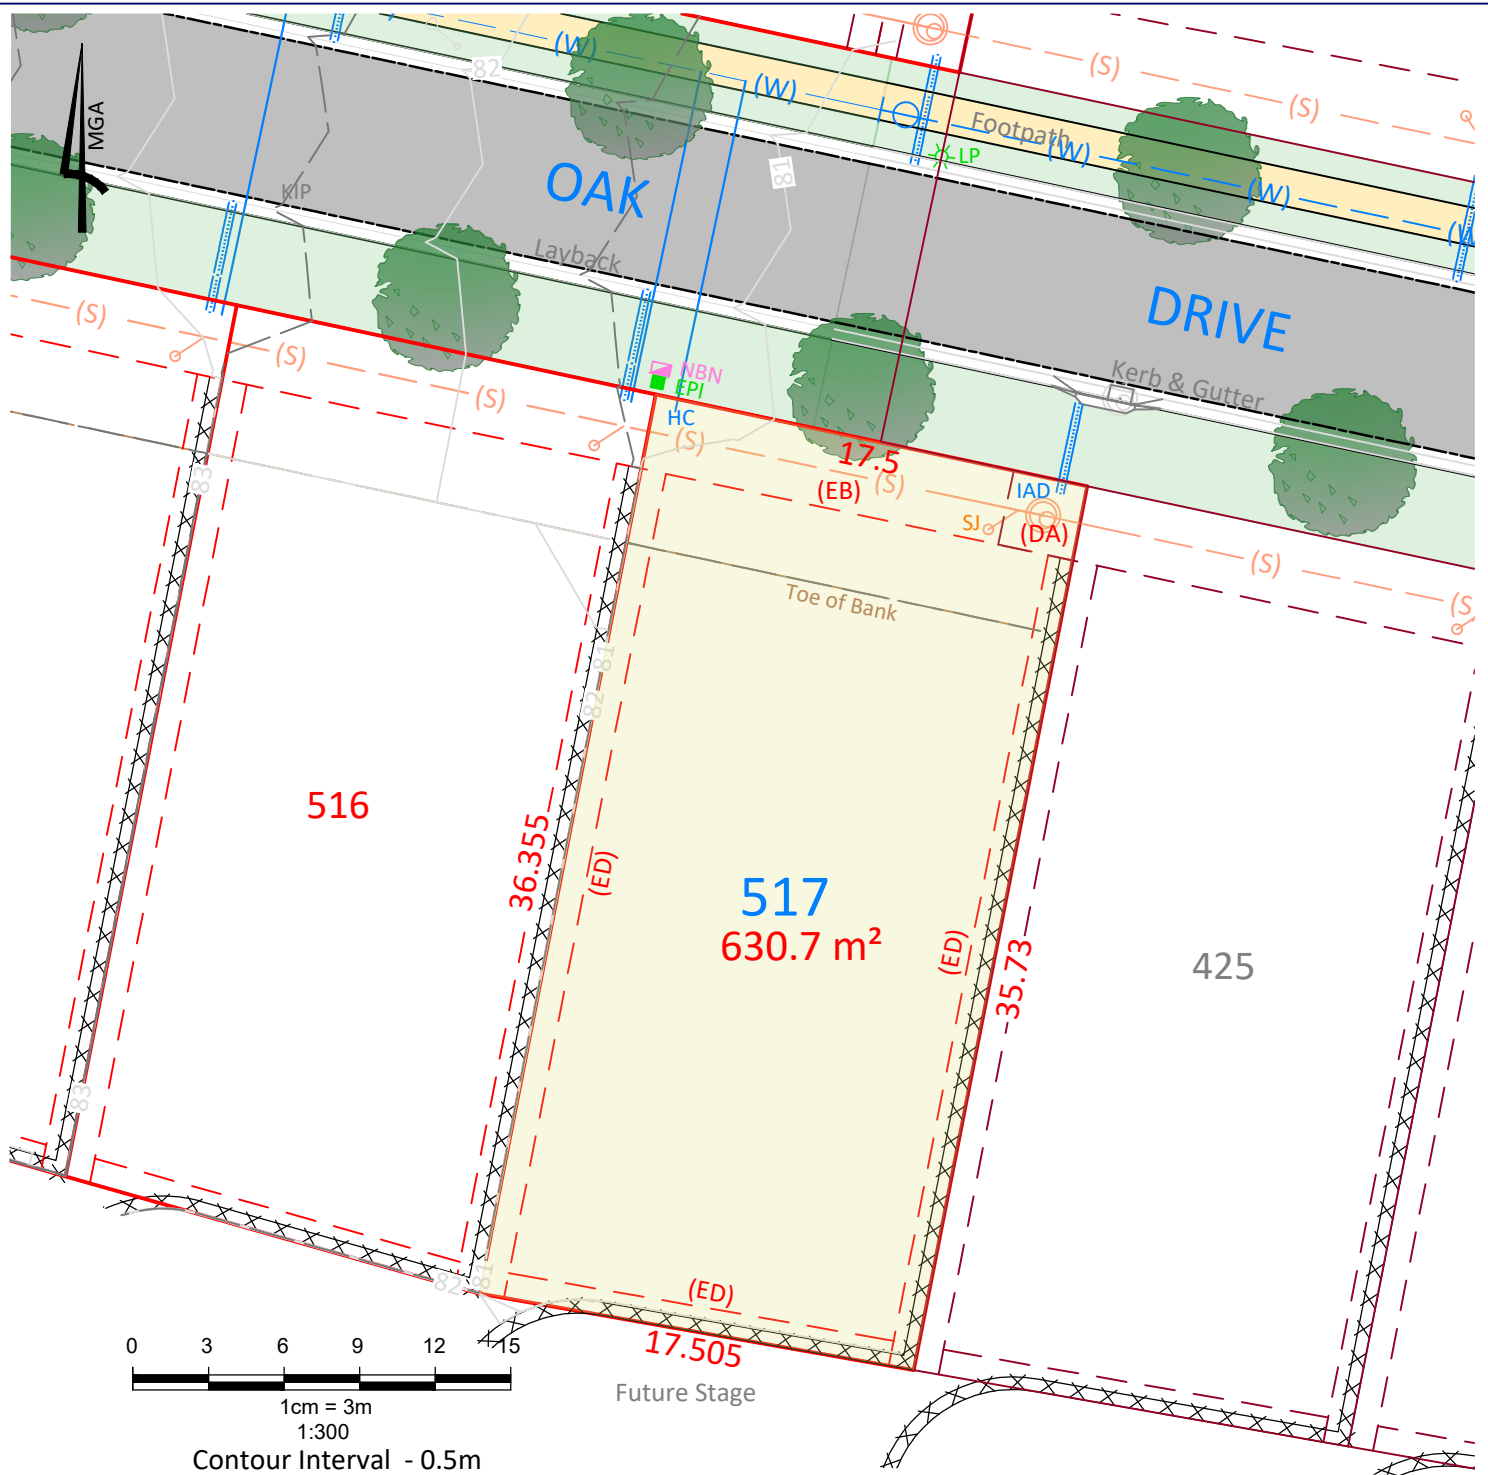 (W)
(S)
82
(W)
(S)
MGA
Footpath
LP
(W)
81
KIP
OAK
(W)
(W
Layback
(S)
DRIVE
(S)
NBN
EPI
Kerb & Gutter
(S)
HC
(S)
17.5
83
(EB)
(S)
IAD
SJ
(DA)
(S)
Toe of Bank
(S
81
82
516
36.355
(ED)
517
630.7 m²
(ED)
35.73
425
83
82
81
(ED)
17.505
0 3 6 9 12 15
Future Stage
1cm = 3m
1:300
Contour Interval - 0.5m